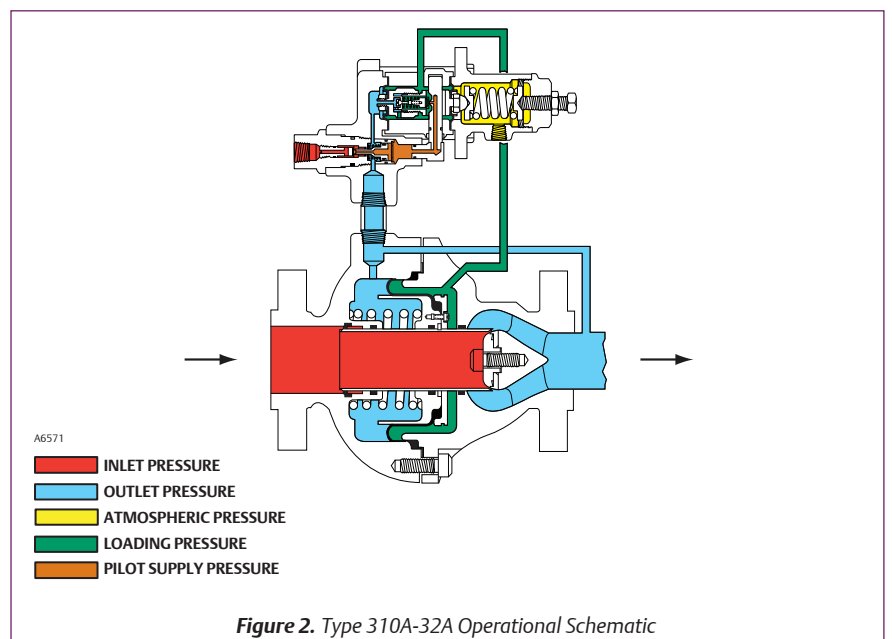 A6571
INLET PRESSURE
OUTLET PRESSURE
ATMOSPHERIC PRESSURE
LOADING PRESSURE
PILOT SUPPLY PRESSURE
Figure 2. Type 310A-32A Operational Schematic